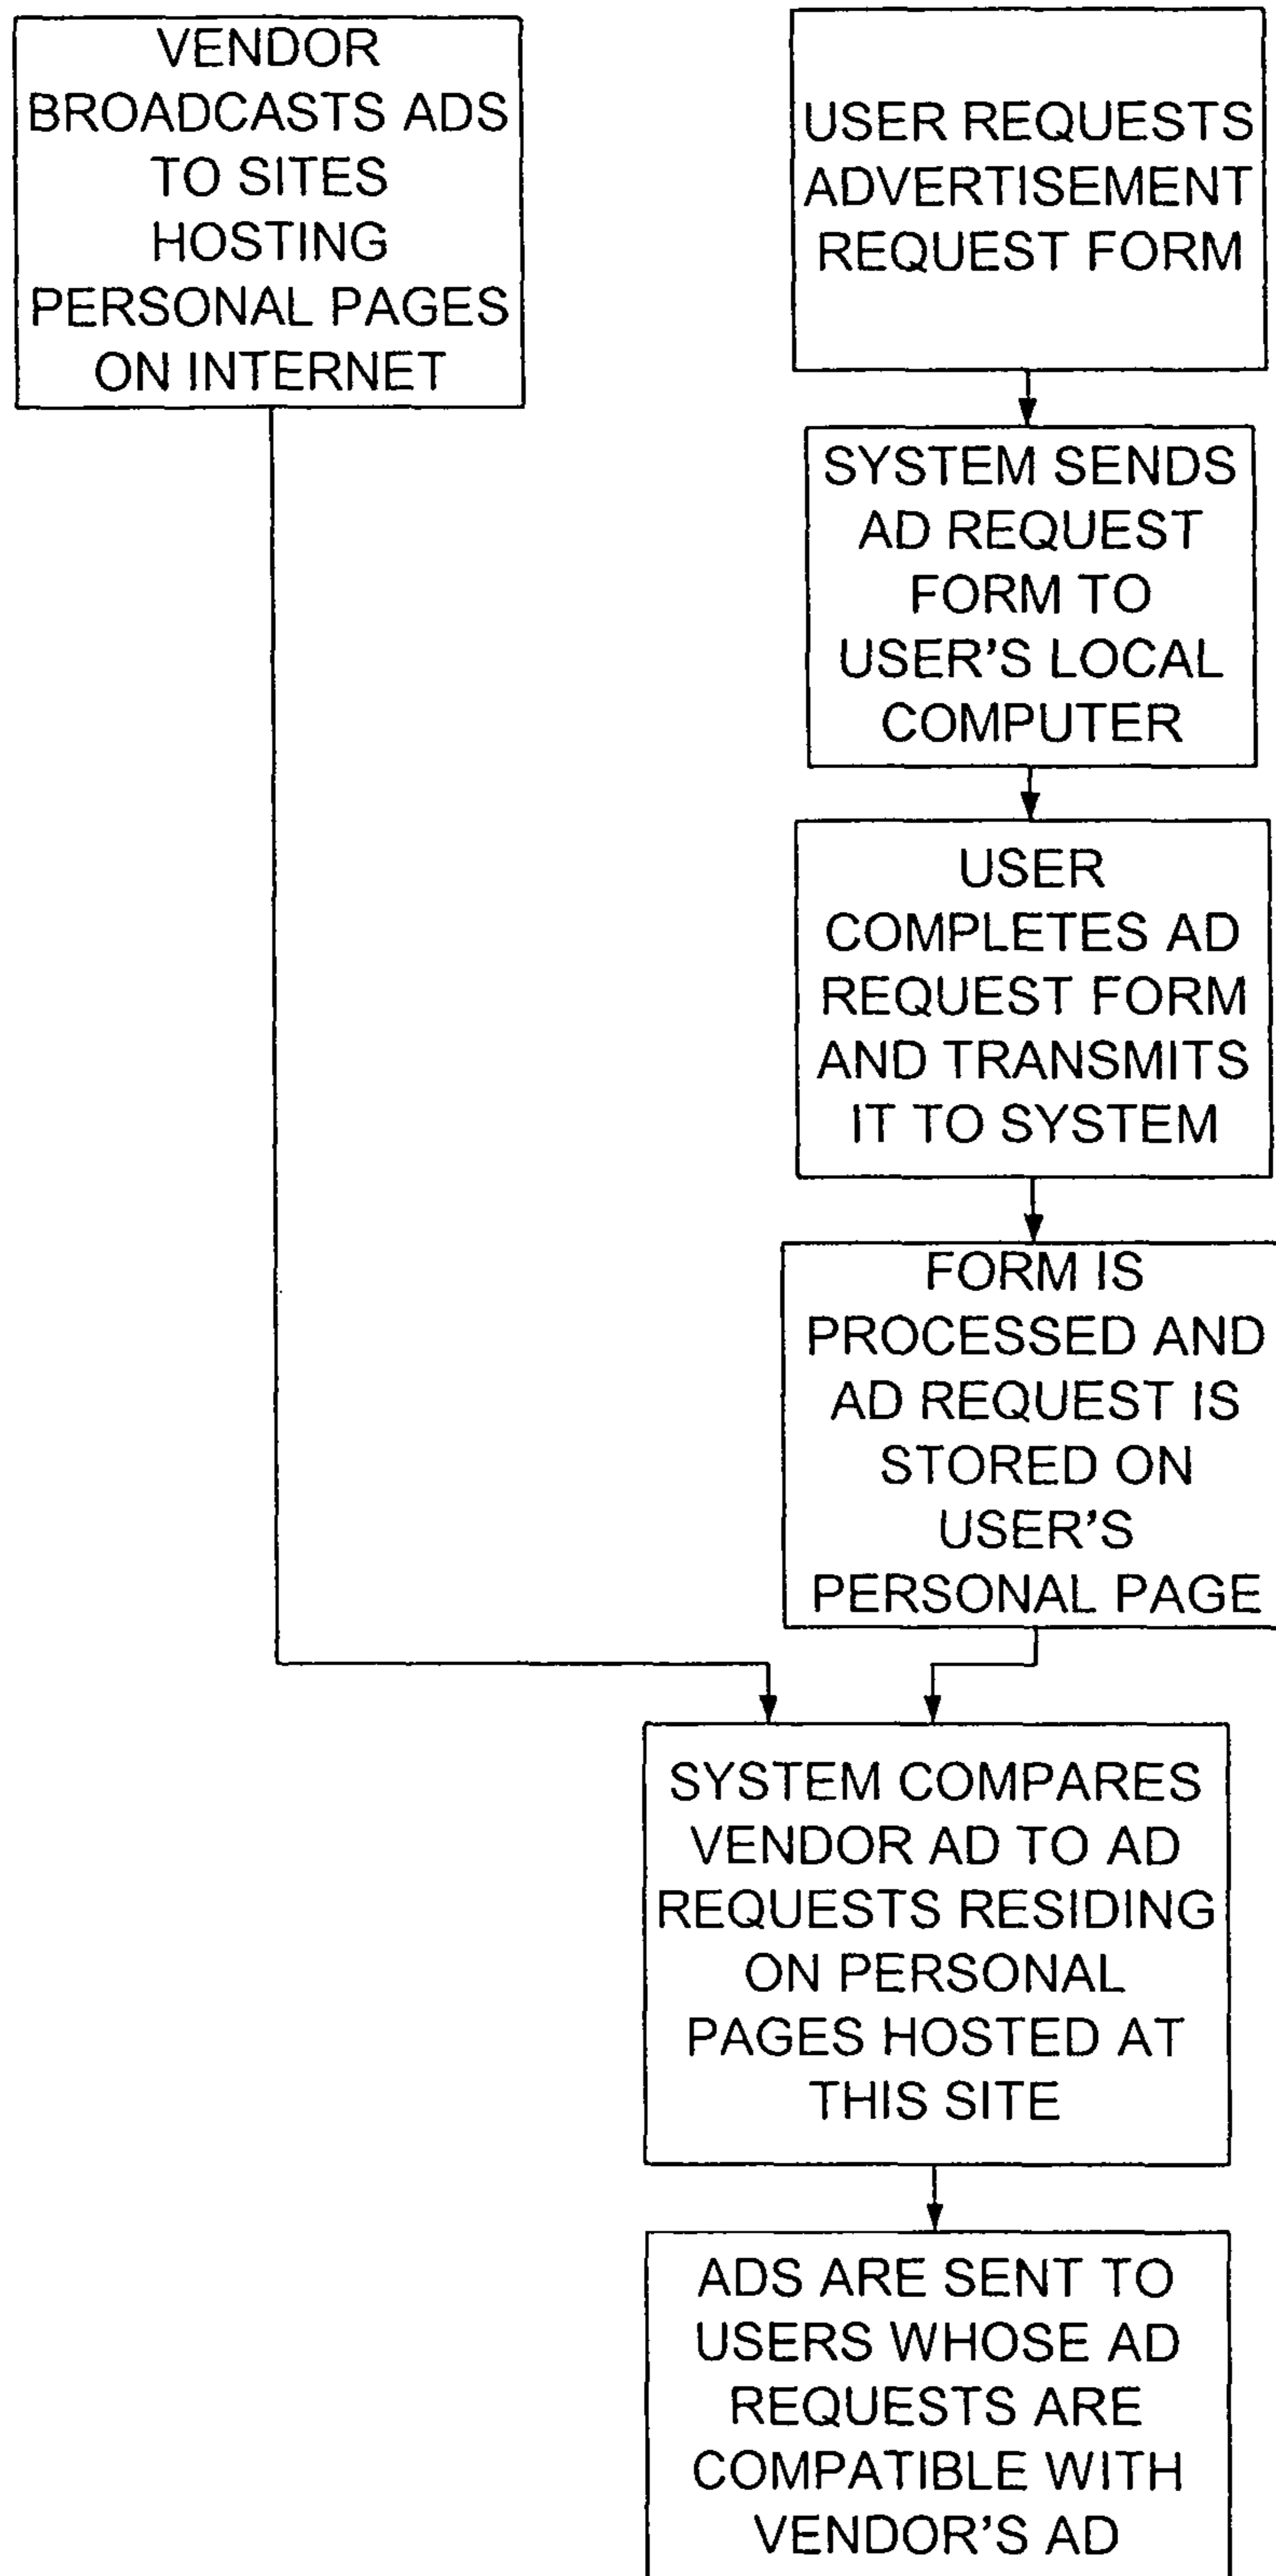 VENDOR
BROADCASTS ADS
TO SITES
HOSTING
PERSONAL PAGES
ON INTERNET
USER REQUESTS
ADVERTISEMENT
REQUEST FORM
SYSTEM SENDS
AD REQUEST
FORM TO
USER'S LOCAL
COMPUTER
USER
COMPLETES AD
REQUEST FORM
AND TRANSMITS
IT TO SYSTEM
FORM IS
PROCESSED AND
AD REQUEST IS
STORED ON
USER'S
PERSONAL PAGE
SYSTEM COMPARES
VENDOR AD TO AD
REQUESTS RESIDING
ON PERSONAL
PAGES HOSTED AT
THIS SITE
ADS ARE SENT TO
USERS WHOSE AD
REQUESTS ARE
COMPATIBLE WITH
VENDOR'S AD